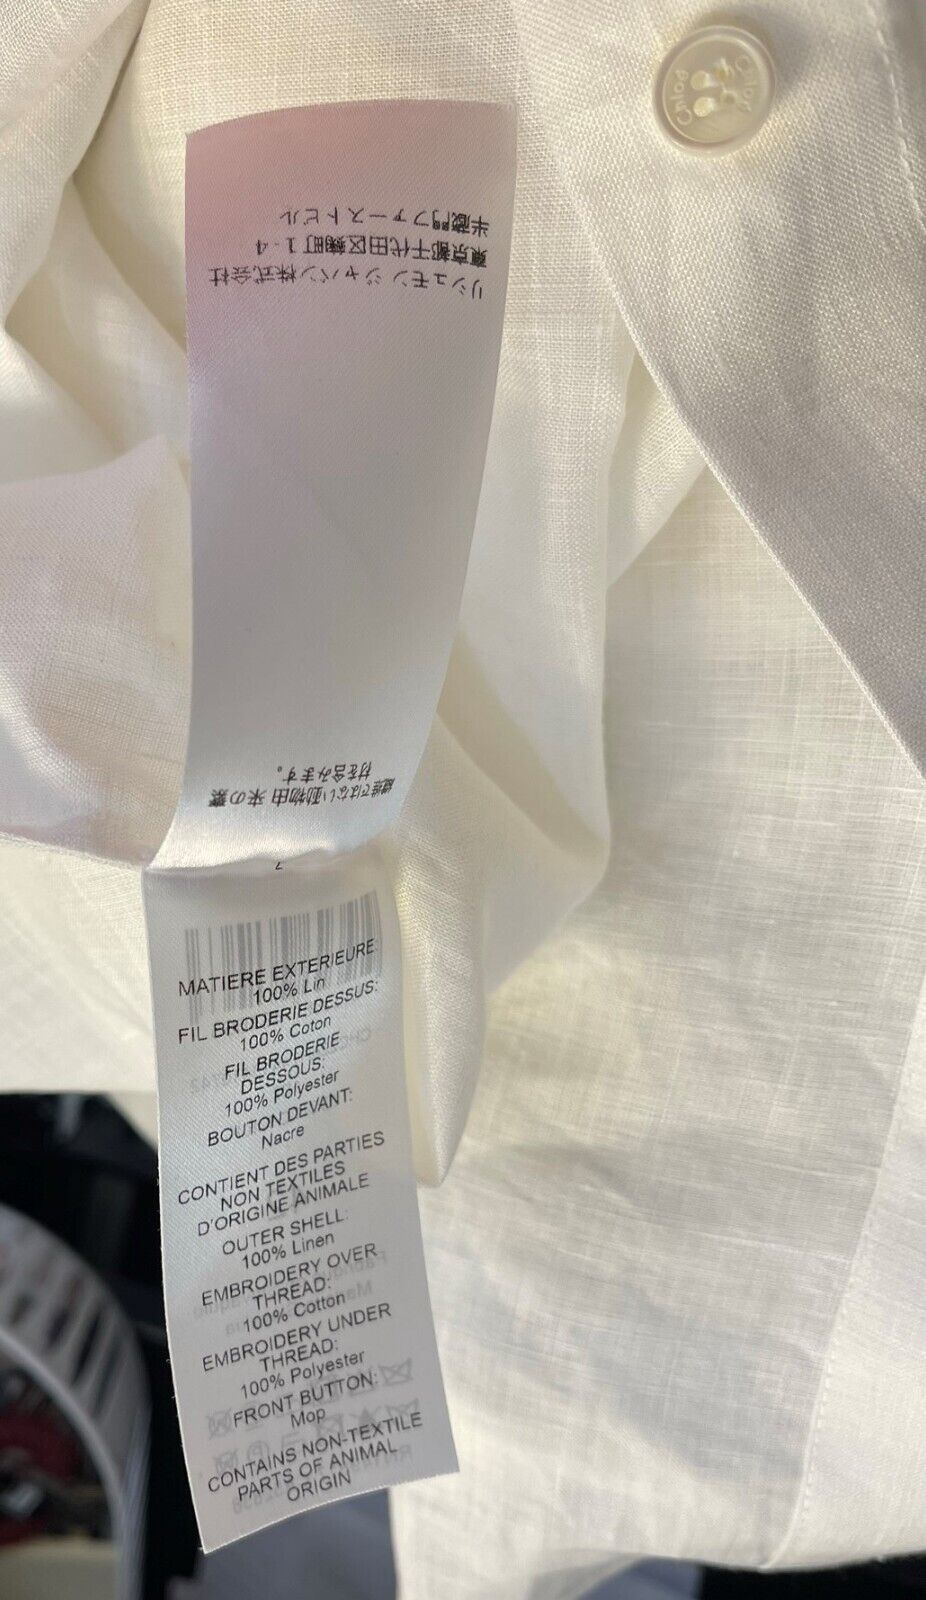 Chloé Chloé
リシュモン ジャパン株式会社
東京都千代田区麹町1-4
半蔵門ファーストビル
繊維ではない動物由来の素
材を含みます。
7
MATIERE EXTERIEURE:
100% Lin
FIL BRODERIE DESSUS:
100% Coton
FIL BRODERIE
DESSOUS:
100% Polyester
BOUTON DEVANT:
Nacre
CONTIENT DES PARTIES
NON TEXTILES
D'ORIGINE ANIMALE
OUTER SHELL:
100% Linen
EMBROIDERY OVER
THREAD:
100% Cotton
EMBROIDERY UNDER
THREAD:
100% Polyester
FRONT BUTTON:
Mop
CONTAINS NON-TEXTILE
PARTS OF ANIMAL
ORIGIN